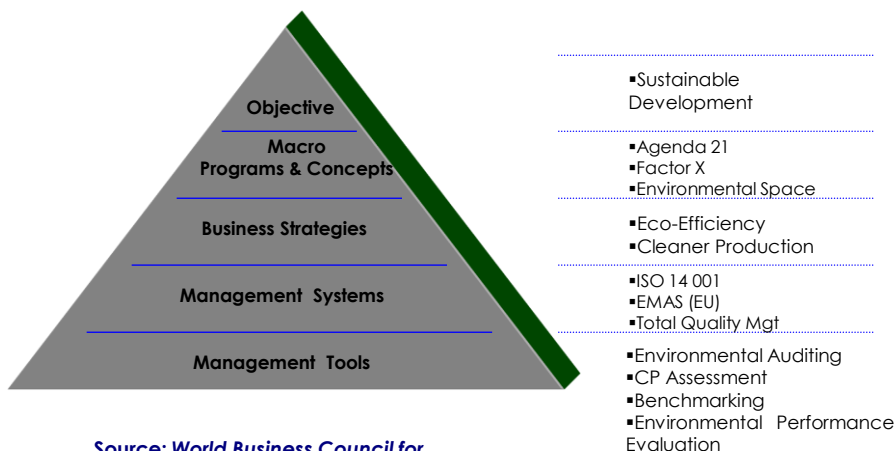 Objective
▪Sustainable
Development
Macro
Programs & Concepts
▪Agenda 21
▪Factor X
▪Environmental Space
Business Strategies
▪Eco-Efficiency
▪Cleaner Production
Management Systems
▪ISO 14 001
▪EMAS (EU)
▪Total Quality Mgt
Management Tools
▪Environmental Auditing
▪CP Assessment
▪Benchmarking
▪Environmental Performance
Evaluation
Source: World Business Council for